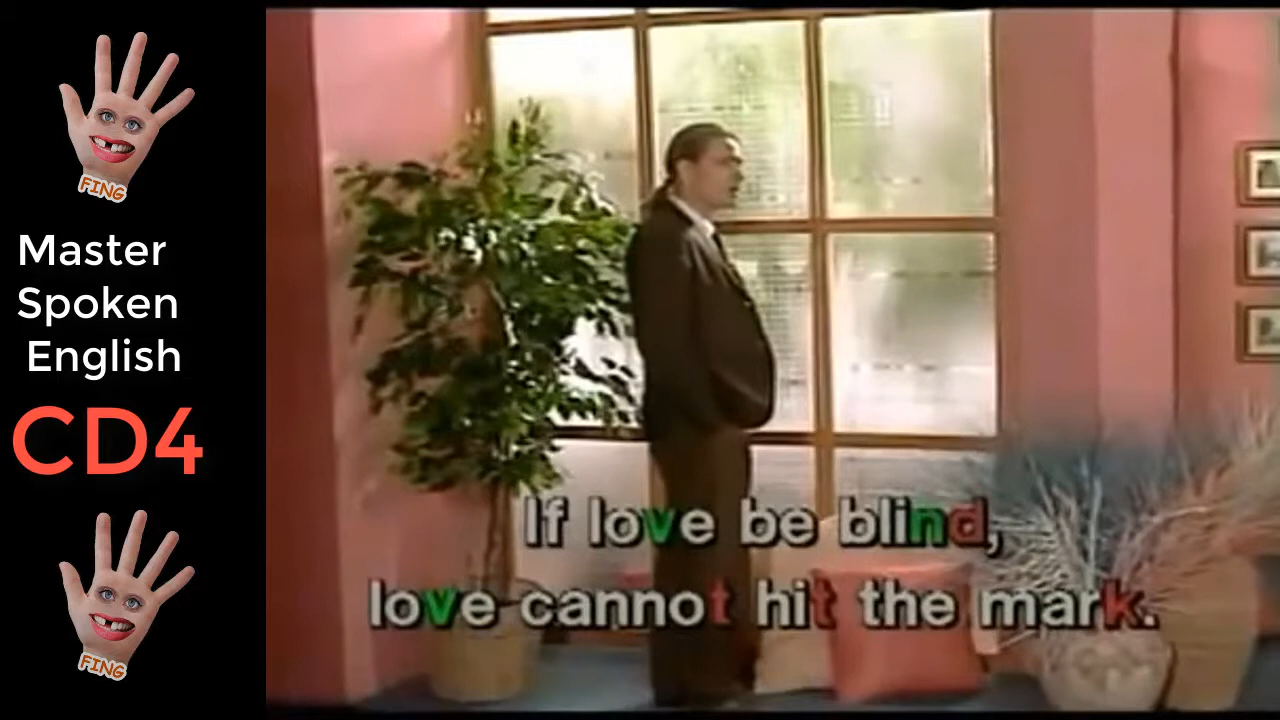 FING
Master
Spoken
English
CD4
FING
If love be blind,
love cannot hit the mark.